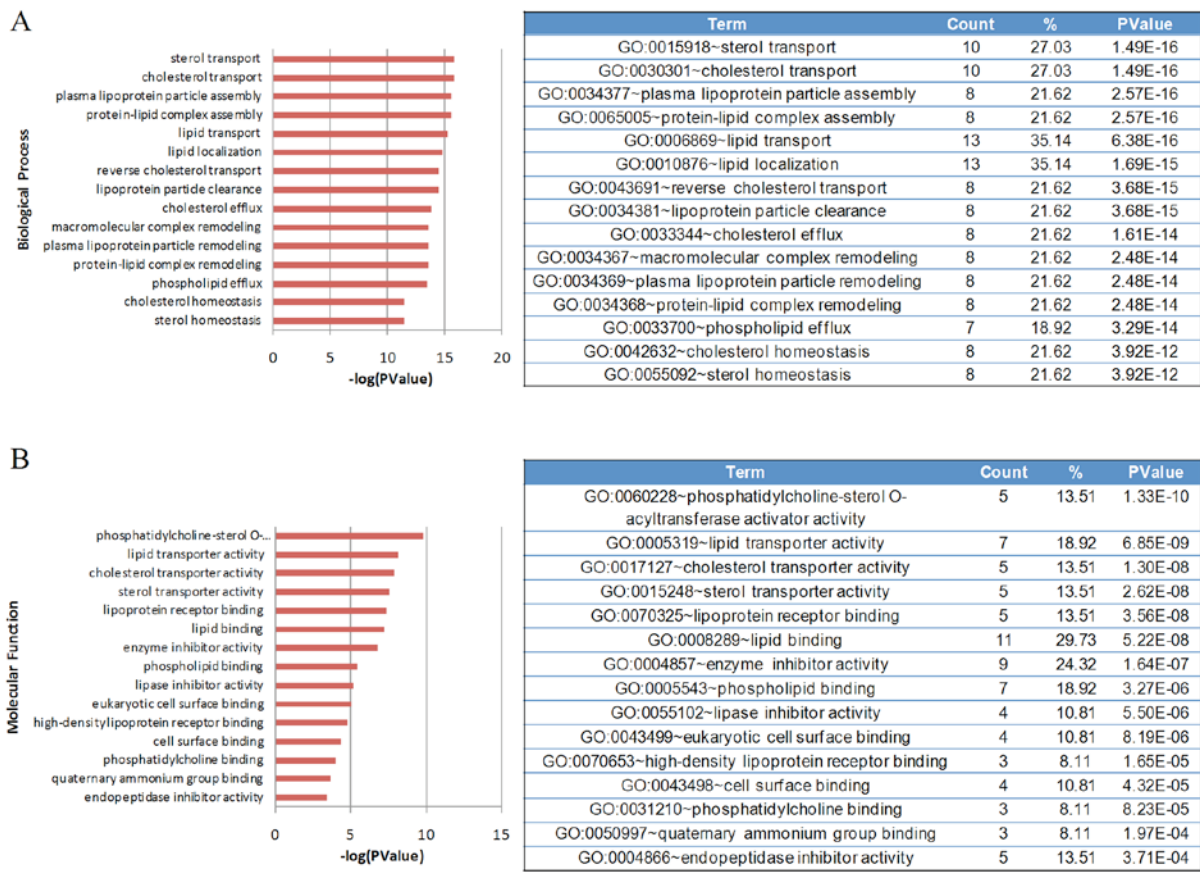 A
Biological Process
sterol transport
cholesterol transport
plasma lipoprotein particle assembly
protein-lipid complex assembly
lipid transport
lipid localization
reverse cholesterol transport
lipoprotein particle clearance
cholesterol efflux
macromolecular complex remodeling
plasma lipoprotein particle remodeling
protein-lipid complex remodeling
phospholipid efflux
cholesterol homeostasis
sterol homeostasis
0 5 10 15 20
-log(PValue)
Term Count % PValue
GO:0015918~sterol transport 10 27.03 1.49E-16
GO:0030301~cholesterol transport 10 27.03 1.49E-16
GO:0034377~plasma lipoprotein particle assembly 8 21.62 2.57E-16
GO:0065005~protein-lipid complex assembly 8 21.62 2.57E-16
GO:0006869~lipid transport 13 35.14 6.38E-16
GO:0010876~lipid localization 13 35.14 1.69E-15
GO:0043691~reverse cholesterol transport 8 21.62 3.68E-15
GO:0034381~lipoprotein particle clearance 8 21.62 3.68E-15
GO:0033344~cholesterol efflux 8 21.62 1.61E-14
GO:0034367~macromolecular complex remodeling 8 21.62 2.48E-14
GO:0034369~plasma lipoprotein particle remodeling 8 21.62 2.48E-14
GO:0034368~protein-lipid complex remodeling 8 21.62 2.48E-14
GO:0033700~phospholipid efflux 7 18.92 3.29E-14
GO:0042632~cholesterol homeostasis 8 21.62 3.92E-12
GO:0055092~sterol homeostasis 8 21.62 3.92E-12
B
Molecular Function
phosphatidylcholine-sterol O-...
lipid transporter activity
cholesterol transporter activity
sterol transporter activity
lipoprotein receptor binding
lipid binding
enzyme inhibitor activity
phospholipid binding
lipase inhibitor activity
eukaryotic cell surface binding
high-density lipoprotein receptor binding
cell surface binding
phosphatidylcholine binding
quaternary ammonium group binding
endopeptidase inhibitor activity
0 5 10 15
-log(PValue)
Term Count % PValue
GO:0060228~phosphatidylcholine-sterol O- 5 13.51 1.33E-10
acyltransferase activator activity
GO:0005319~lipid transporter activity 7 18.92 6.85E-09
GO:0017127~cholesterol transporter activity 5 13.51 1.30E-08
GO:0015248~sterol transporter activity 5 13.51 2.62E-08
GO:0070325~lipoprotein receptor binding 5 13.51 3.56E-08
GO:0008289~lipid binding 11 29.73 5.22E-08
GO:0004857~enzyme inhibitor activity 9 24.32 1.64E-07
GO:0005543~phospholipid binding 7 18.92 3.27E-06
GO:0055102~lipase inhibitor activity 4 10.81 5.50E-06
GO:0043499~eukaryotic cell surface binding 4 10.81 8.19E-06
GO:0070653~high-density lipoprotein receptor binding 3 8.11 1.65E-05
GO:0043498~cell surface binding 4 10.81 4.32E-05
GO:0031210~phosphatidylcholine binding 3 8.11 8.23E-05
GO:0050997~quaternary ammonium group binding 3 8.11 1.97E-04
GO:0004866~endopeptidase inhibitor activity 5 13.51 3.71E-04